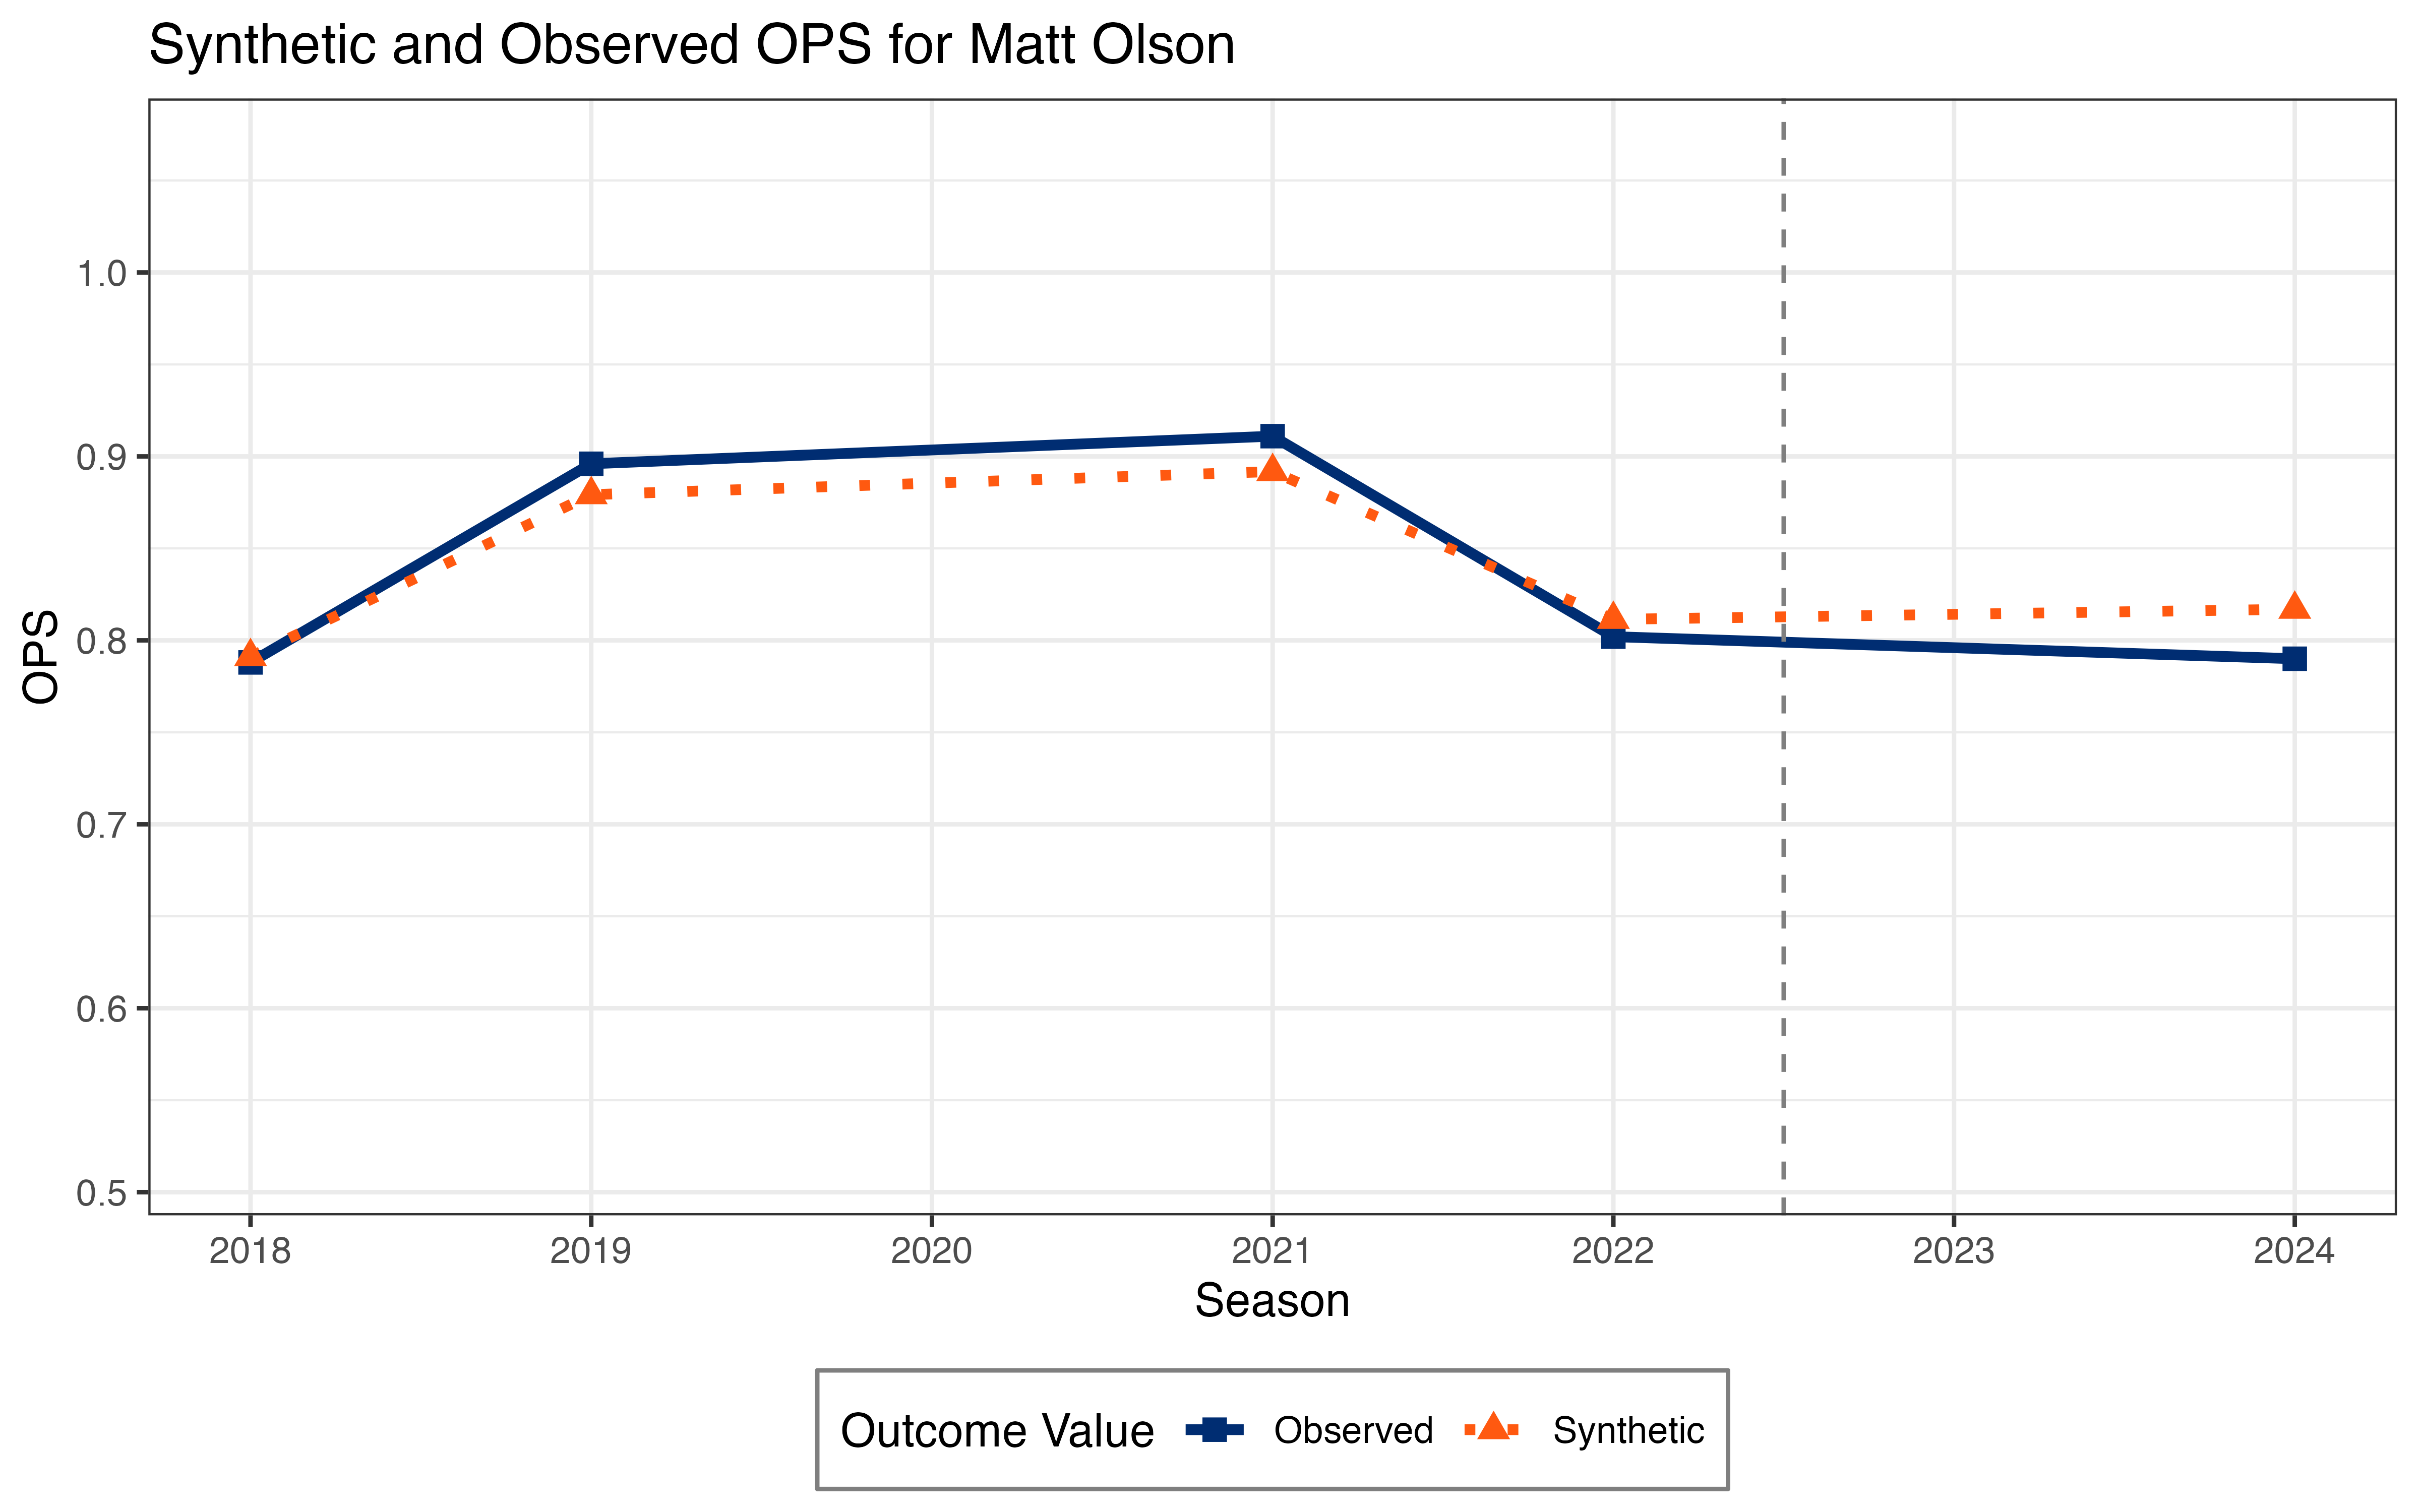 Synthetic and Observed OPS for Matt Olson
OPS
1.0
0.9
0.8
0.7
0.6
0.5
2018 2019 2020 2021 2022 2023 2024
Season
Outcome Value Observed Synthetic